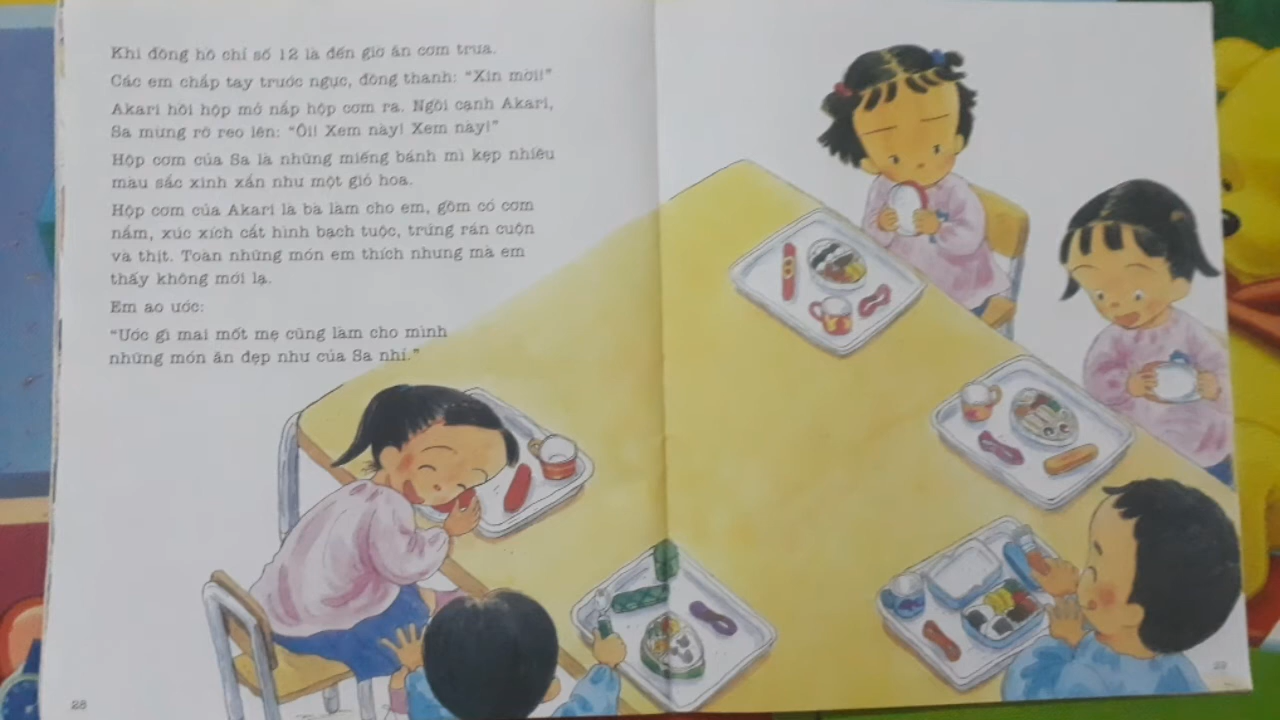 Khi đồng hồ chỉ số 12 là đến giờ ăn cơm trưa.
Các em chắp tay trước ngực, đồng thanh: “Xin mời!”
Akari hồi hộp mở nắp hộp cơm ra. Ngồi cạnh Akari,
Sa mừng rỡ reo lên: “Ôi! Xem này! Xem này!”
Hộp cơm của Sa là những miếng bánh mì kẹp nhiều
màu sắc xinh xắn như một giỏ hoa.
Hộp cơm của Akari là bà làm cho em, gồm có cơm
nắm, xúc xích cắt hình bạch tuộc, trứng rán cuộn
và thịt. Toàn những món em thích nhưng mà em
thấy không mới lạ.
Em ao ước:
“Ước gì mai mốt mẹ cũng làm cho mình
những món ăn đẹp như của Sa nhỉ.”
28
29